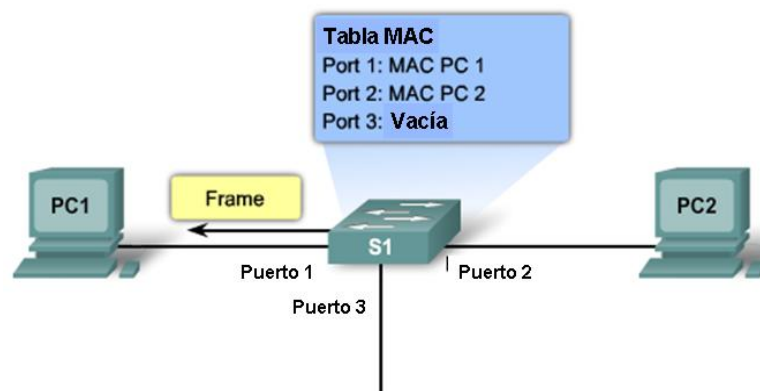 Tabla MAC
Port 1: MAC PC 1
Port 2: MAC PC 2
Port 3: Vacía
PC1
Frame
PC2
S1
Puerto 1
Puerto 2
Puerto 3